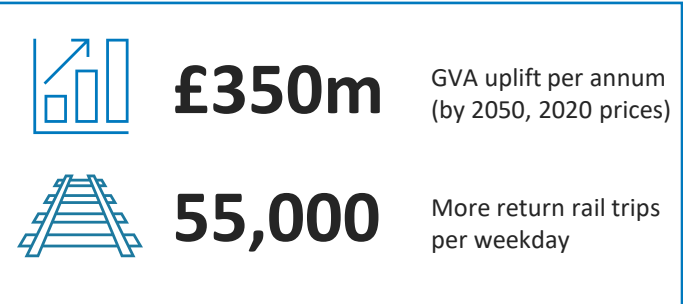 £350m
GVA uplift per annum
(by 2050, 2020 prices)
55,000
More return rail trips
per weekday